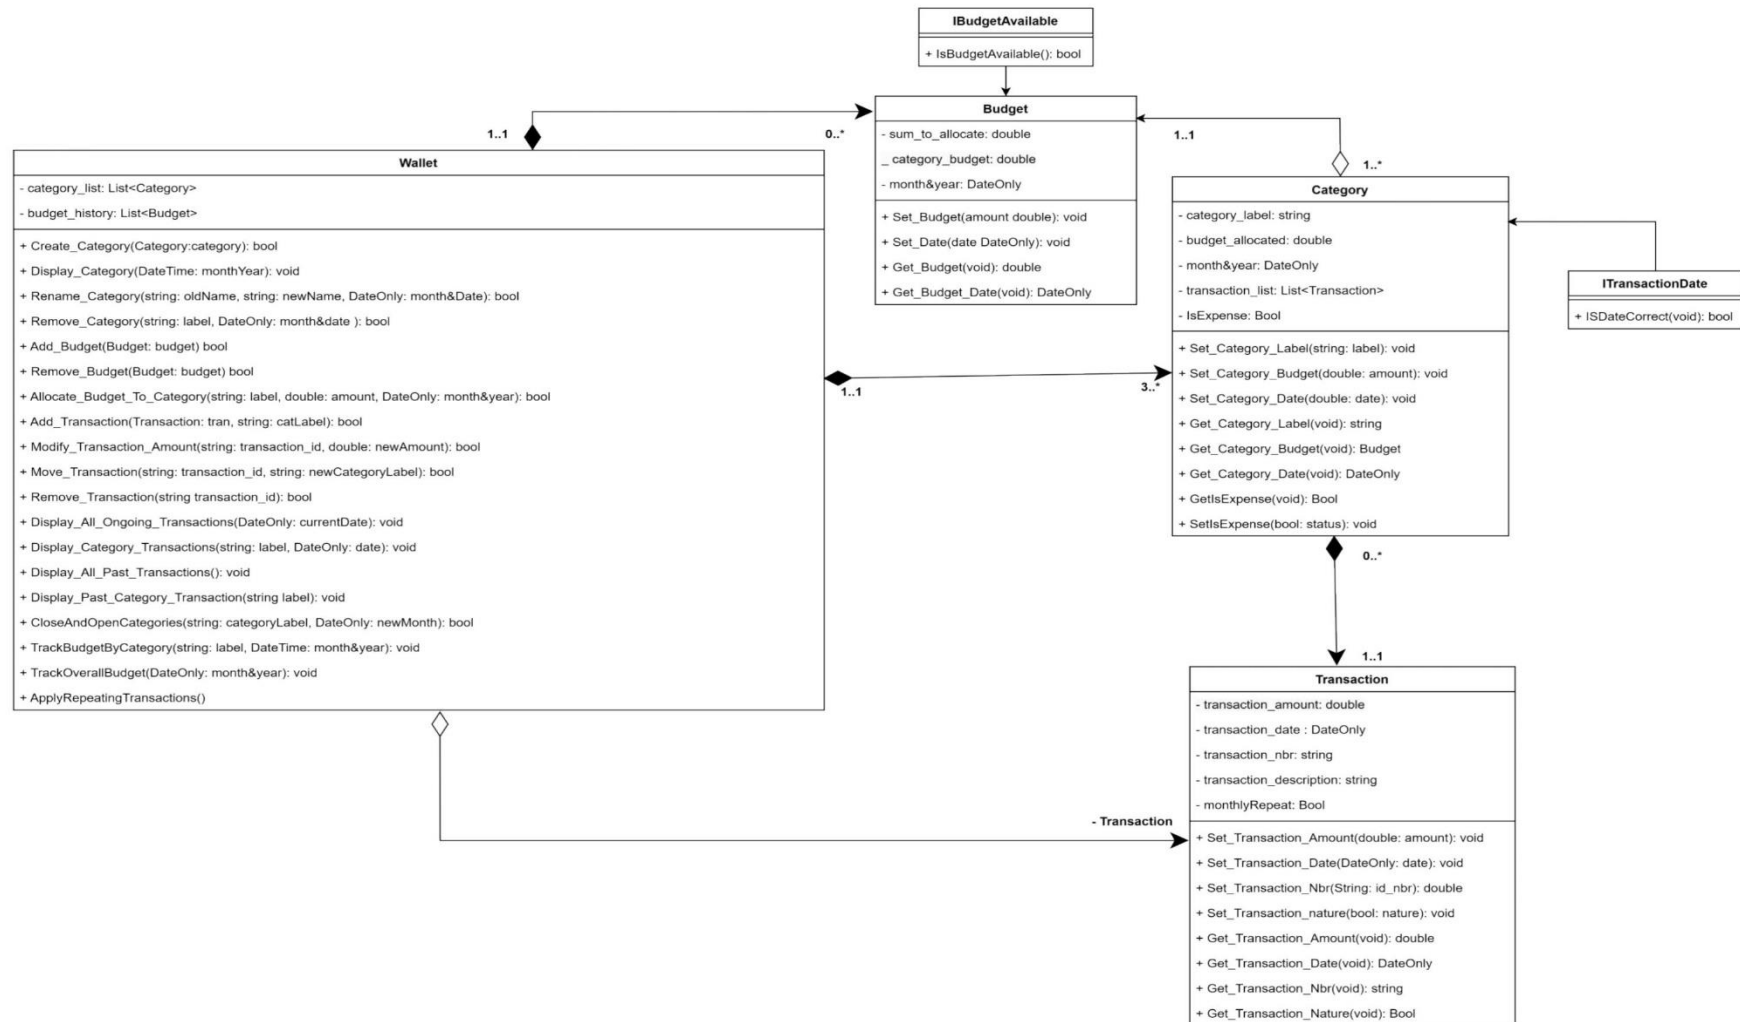 IBudgetAvailable
+ IsBudgetAvailable(): bool
Budget
- sum_to_allocate: double
_ category_budget: double
- month&year: DateOnly
+ Set_Budget(amount double): void
+ Set_Date(date DateOnly): void
+ Get_Budget(void): double
+ Get_Budget_Date(void): DateOnly
1..1
0..*
1..1
1..*
Wallet
- category_list: List<Category>
- budget_history: List<Budget>
+ Create_Category(Category:category): bool
+ Display_Category(DateTime: monthYear): void
+ Rename_Category(string: oldName, string: newName, DateOnly: month&Date): bool
+ Remove_Category(string: label, DateOnly: month&date ): bool
+ Add_Budget(Budget: budget) bool
+ Remove_Budget(Budget: budget) bool
+ Allocate_Budget_To_Category(string: label, double: amount, DateOnly: month&year): bool
+ Add_Transaction(Transaction: tran, string: catLabel): bool
+ Modify_Transaction_Amount(string: transaction_id, double: newAmount): bool
+ Move_Transaction(string: transaction_id, string: newCategoryLabel): bool
+ Remove_Transaction(string transaction_id): bool
+ Display_All_Ongoing_Transactions(DateOnly: currentDate): void
+ Display_Category_Transactions(string: label, DateOnly: date): void
+ Display_All_Past_Transactions(): void
+ Display_Past_Category_Transaction(string label): void
+ CloseAndOpenCategories(string: categoryLabel, DateOnly: newMonth): bool
+ TrackBudgetByCategory(string: label, DateTime: month&year): void
+ TrackOverallBudget(DateOnly: month&year): void
+ ApplyRepeatingTransactions()
1..1
3..*
Category
- category_label: string
- budget_allocated: double
- month&year: DateOnly
- transaction_list: List<Transaction>
- IsExpense: Bool
+ Set_Category_Label(string: label): void
+ Set_Category_Budget(double: amount): void
+ Set_Category_Date(double: date): void
+ Get_Category_Label(void): string
+ Get_Category_Budget(void): Budget
+ Get_Category_Date(void): DateOnly
+ GetIsExpense(void): Bool
+ SetIsExpense(bool: status): void
ITransactionDate
+ ISDateCorrect(void): bool
0..*
1..1
- Transaction
Transaction
- transaction_amount: double
- transaction_date : DateOnly
- transaction_nbr: string
- transaction_description: string
- monthlyRepeat: Bool
+ Set_Transaction_Amount(double: amount): void
+ Set_Transaction_Date(DateOnly: date): void
+ Set_Transaction_Nbr(String: id_nbr): double
+ Set_Transaction_nature(bool: nature): void
+ Get_Transaction_Amount(void): double
+ Get_Transaction_Date(void): DateOnly
+ Get_Transaction_Nbr(void): string
+ Get_Transaction_Nature(void): Bool